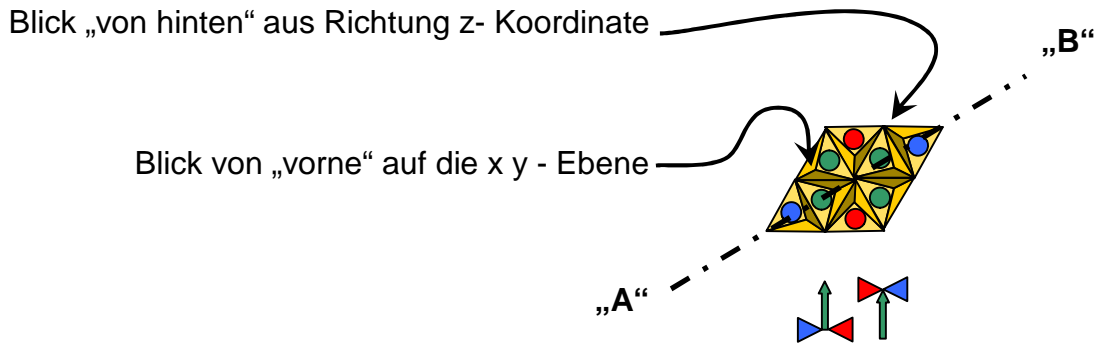 Blick „von hinten“ aus Richtung z- Koordinate
„B“
Blick von „vorne“ auf die x y - Ebene
„A“